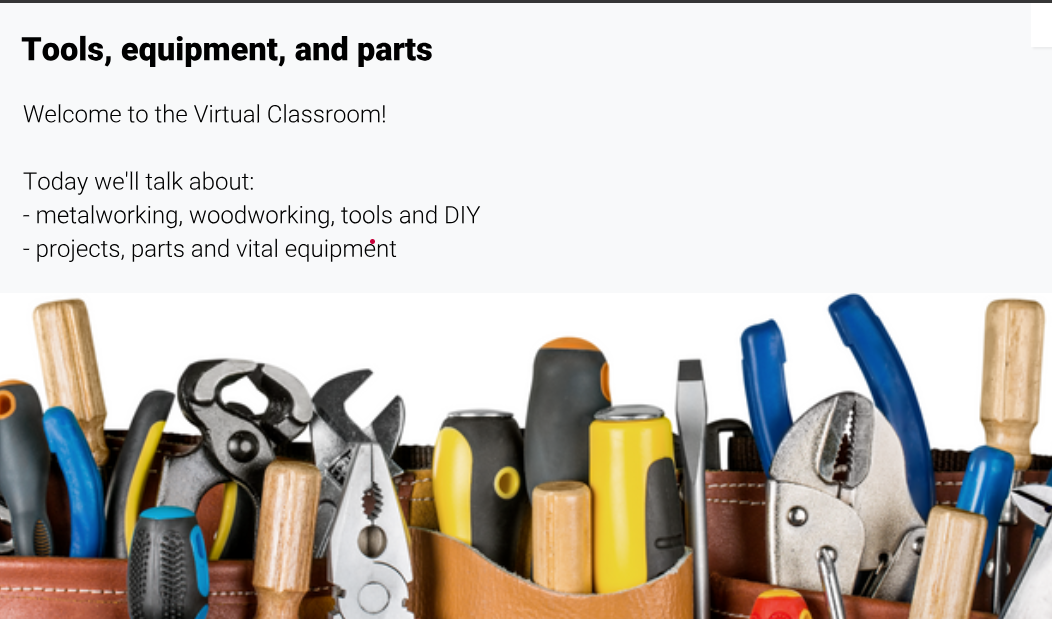 Tools, equipment, and parts
Welcome to the Virtual Classroom!
Today we'll talk about:
- metalworking, woodworking, tools and DIY
- projects, parts and vital equipment